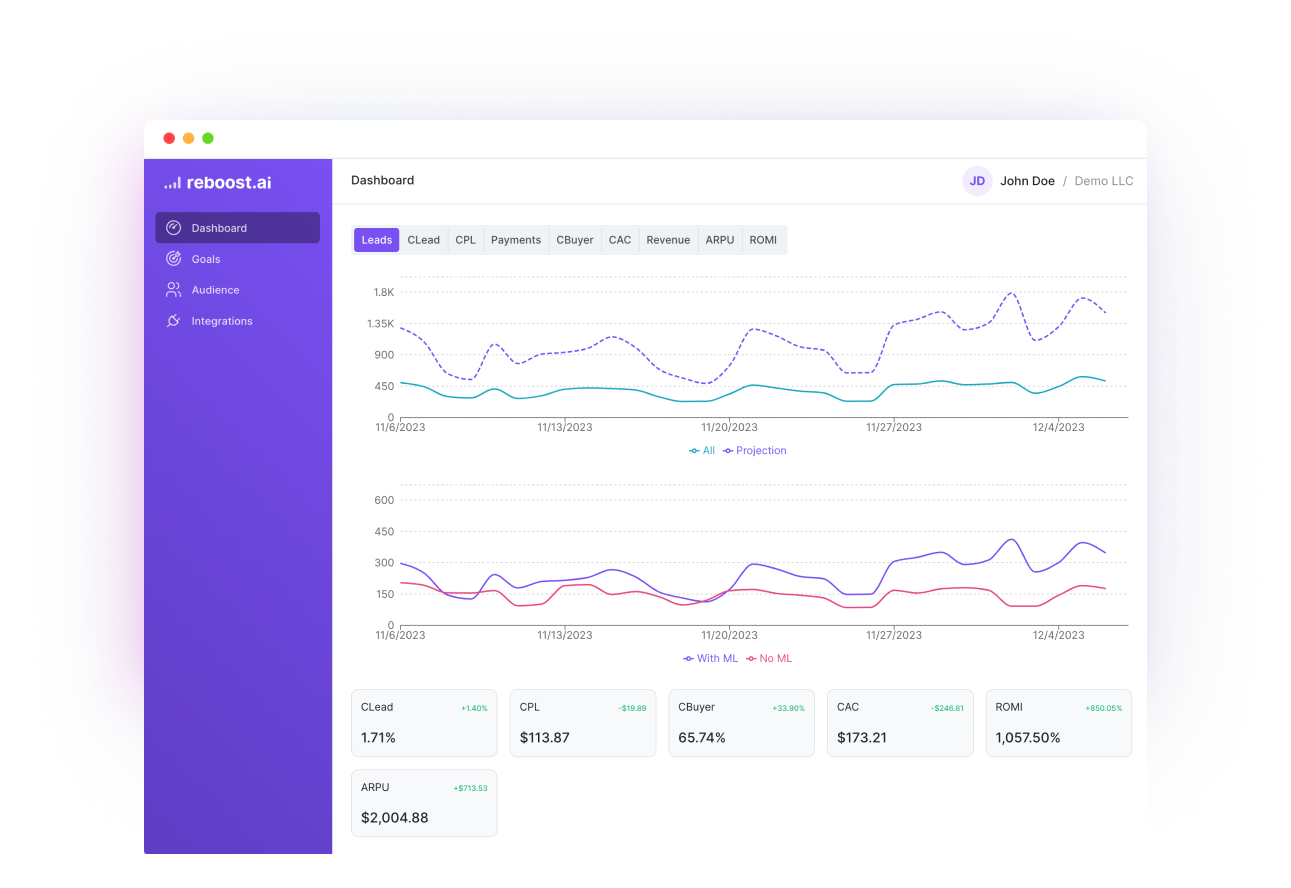 reboost.ai
Dashboard
Goals
Audience
Integrations
Dashboard
JD John Doe / Demo LLC
Leads CLead CPL Payments CBuyer CAC Revenue ARPU ROMI
1.8K
1.35K
900
450
0
11/6/2023 11/13/2023 11/20/2023 11/27/2023 12/4/2023
All Projection
600
450
300
150
0
11/6/2023 11/13/2023 11/20/2023 11/27/2023 12/4/2023
With ML No ML
CLead +1.40%
1.71%
CPL -$19.89
$113.87
CBuyer +33.90%
65.74%
CAC -$246.81
$173.21
ROMI +850.05%
1,057.50%
ARPU +$713.53
$2,004.88